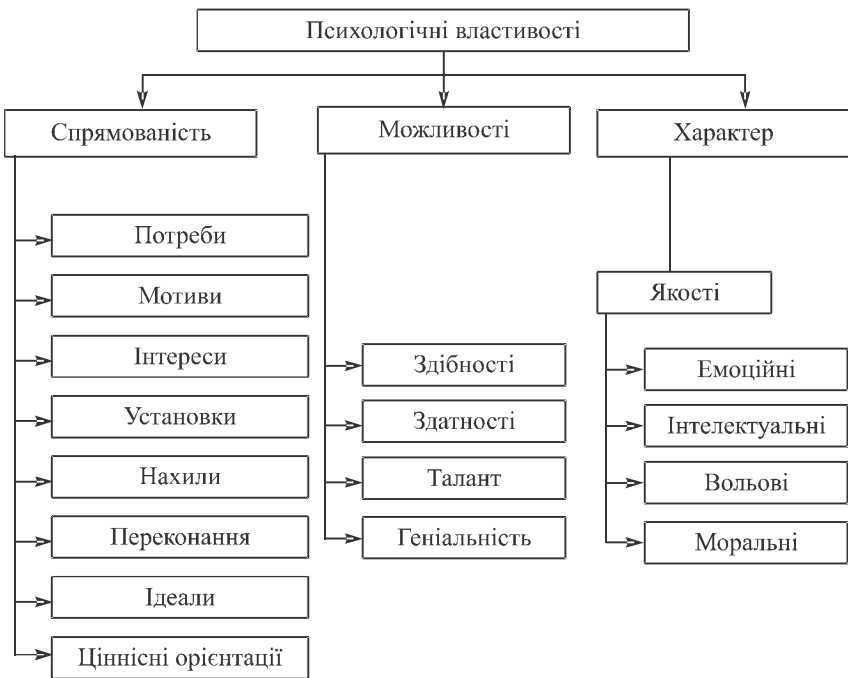 Психологічні властивості
Спрямованість
Можливості
Характер
Потреби
Мотиви
Інтереси
Установки
Нахили
Переконання
Ідеали
Ціннісні орієнтації
Здібності
Здатності
Талант
Геніальність
Якості
Емоційні
Інтелектуальні
Вольові
Моральні